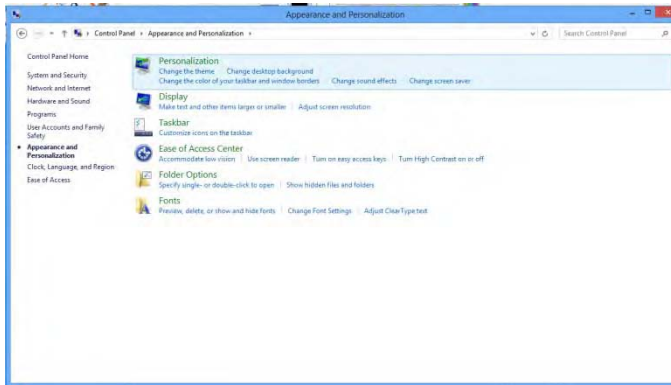 Appearance and Personalization
Control Panel › Appearance and Personalization ›
Search Control Panel
Control Panel Home
System and Security
Network and Internet
Hardware and Sound
Programs
User Accounts and Family
Safety
Appearance and
Personalization
Clock, Language, and Region
Ease of Access
Personalization
Change the theme Change desktop background
Change the color of your taskbar and window borders Change sound effects Change screen saver
Display
Make text and other items larger or smaller Adjust screen resolution
Taskbar
Customize icons on the taskbar
Ease of Access Center
Accommodate low vision Use screen reader Turn on easy access keys Turn High Contrast on or off
Folder Options
Specify single- or double-click to open Show hidden files and folders
Fonts
Preview, delete, or show and hide fonts Change Font Settings Adjust ClearType text